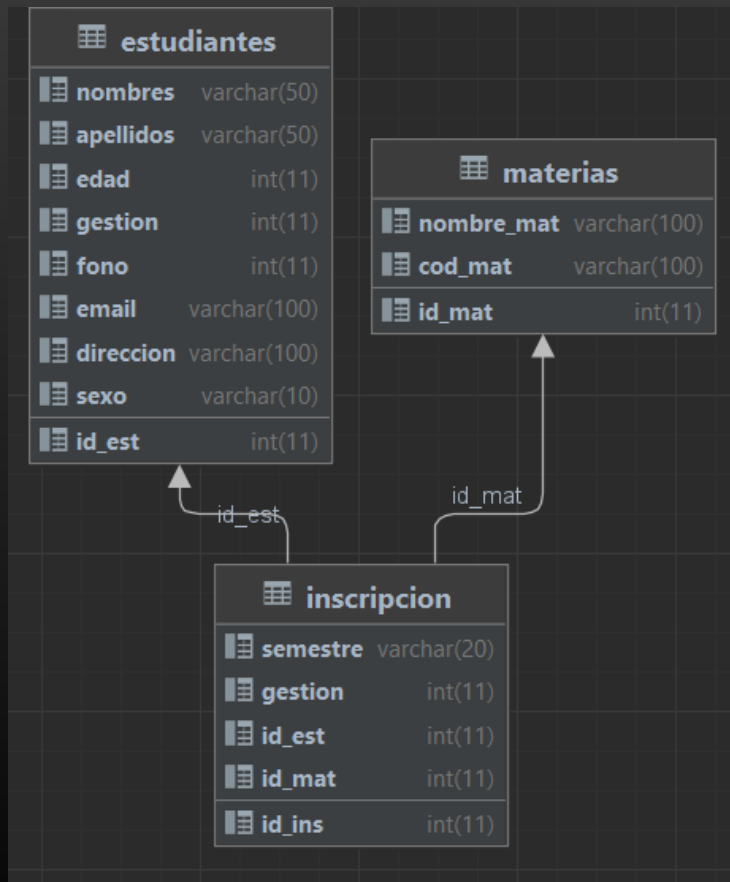 estudiantes
nombres varchar(50)
apellidos varchar(50)
edad int(11)
gestion int(11)
fono int(11)
email varchar(100)
direccion varchar(100)
sexo varchar(10)
id_est int(11)
materias
nombre_mat varchar(100)
cod_mat varchar(100)
id_mat int(11)
id_est
id_mat
inscripcion
semestre varchar(20)
gestion int(11)
id_est int(11)
id_mat int(11)
id_ins int(11)